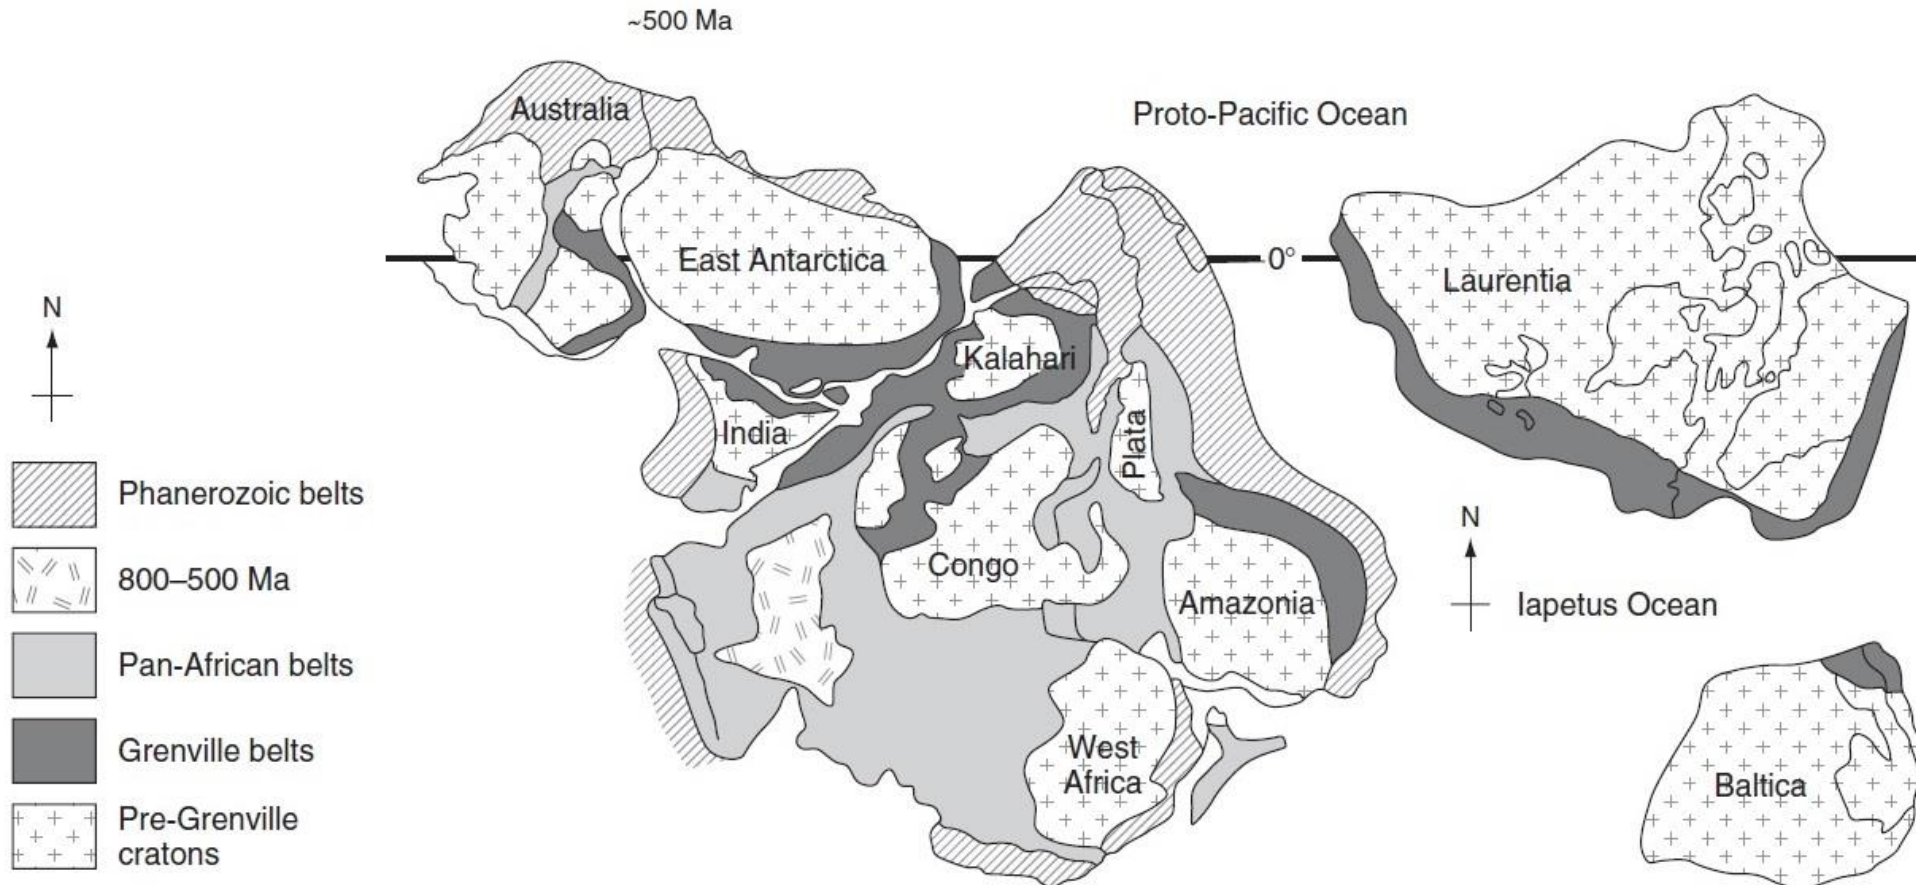 ~500 Ma
Australia
Proto-Pacific Ocean
East Antarctica
0°
Laurentia
N
Kalahari
India
Plata
Phanerozoic belts
N
800–500 Ma
Congo
Amazonia
Iapetus Ocean
Pan-African belts
Grenville belts
West
Africa
Baltica
Pre-Grenville
cratons